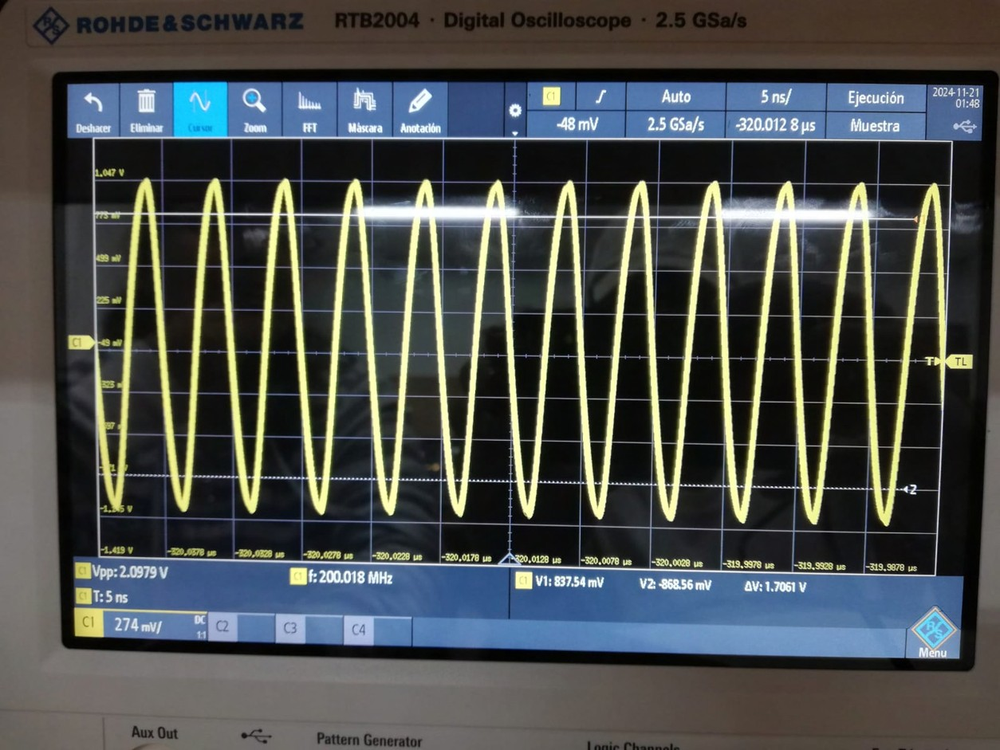 ROHDE&SCHWARZ RTB2004 · Digital Oscilloscope · 2.5 GSa/s
Deshacer Eliminar Cursor Zoom FFT Máscara Anotación
C1 Auto 5 ns/ Ejecución 2024-11-21 01:48
-48 mV 2.5 GSa/s -320.012 8 µs Muestra
1.047 V
773 mV
499 mV
225 mV
C1 -49 mV
TL
2
-1.419 V -320.0378 µs -320.0328 µs -320.0278 µs -320.0228 µs -320.0178 µs -320.0128 µs -320.0078 µs -320.0028 µs -319.9978 µs -319.9928 µs -319.9878 µs
C1 Vpp: 2.0979 V C1 f: 200.018 MHz C1 V1: 837.54 mV V2: -868.56 mV ΔV: 1.7061 V
C1 T: 5 ns
C1 274 mV/ DC 1:1 C2 C3 C4
R&S
Menu
Aux Out Pattern Generator Logic Channels